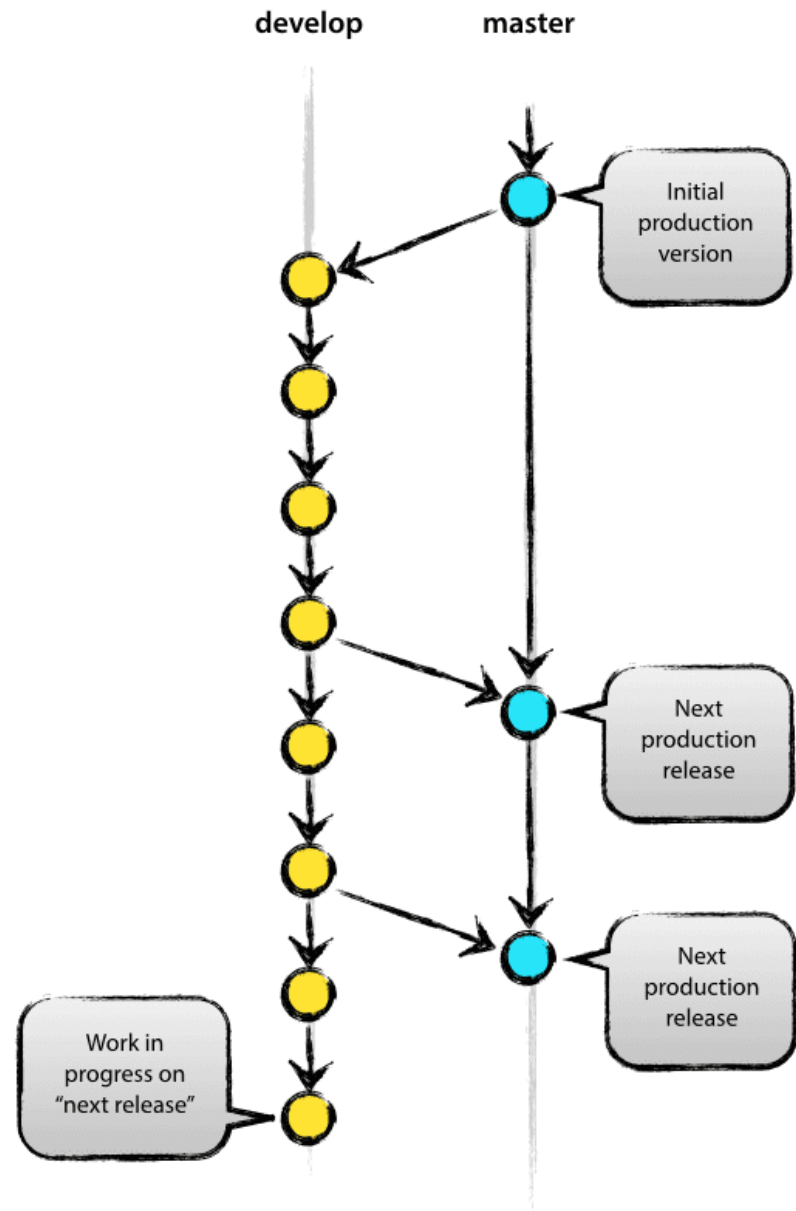 develop
master
Initial
production
version
Next
production
release
Next
production
release
Work in
progress on
“next release”